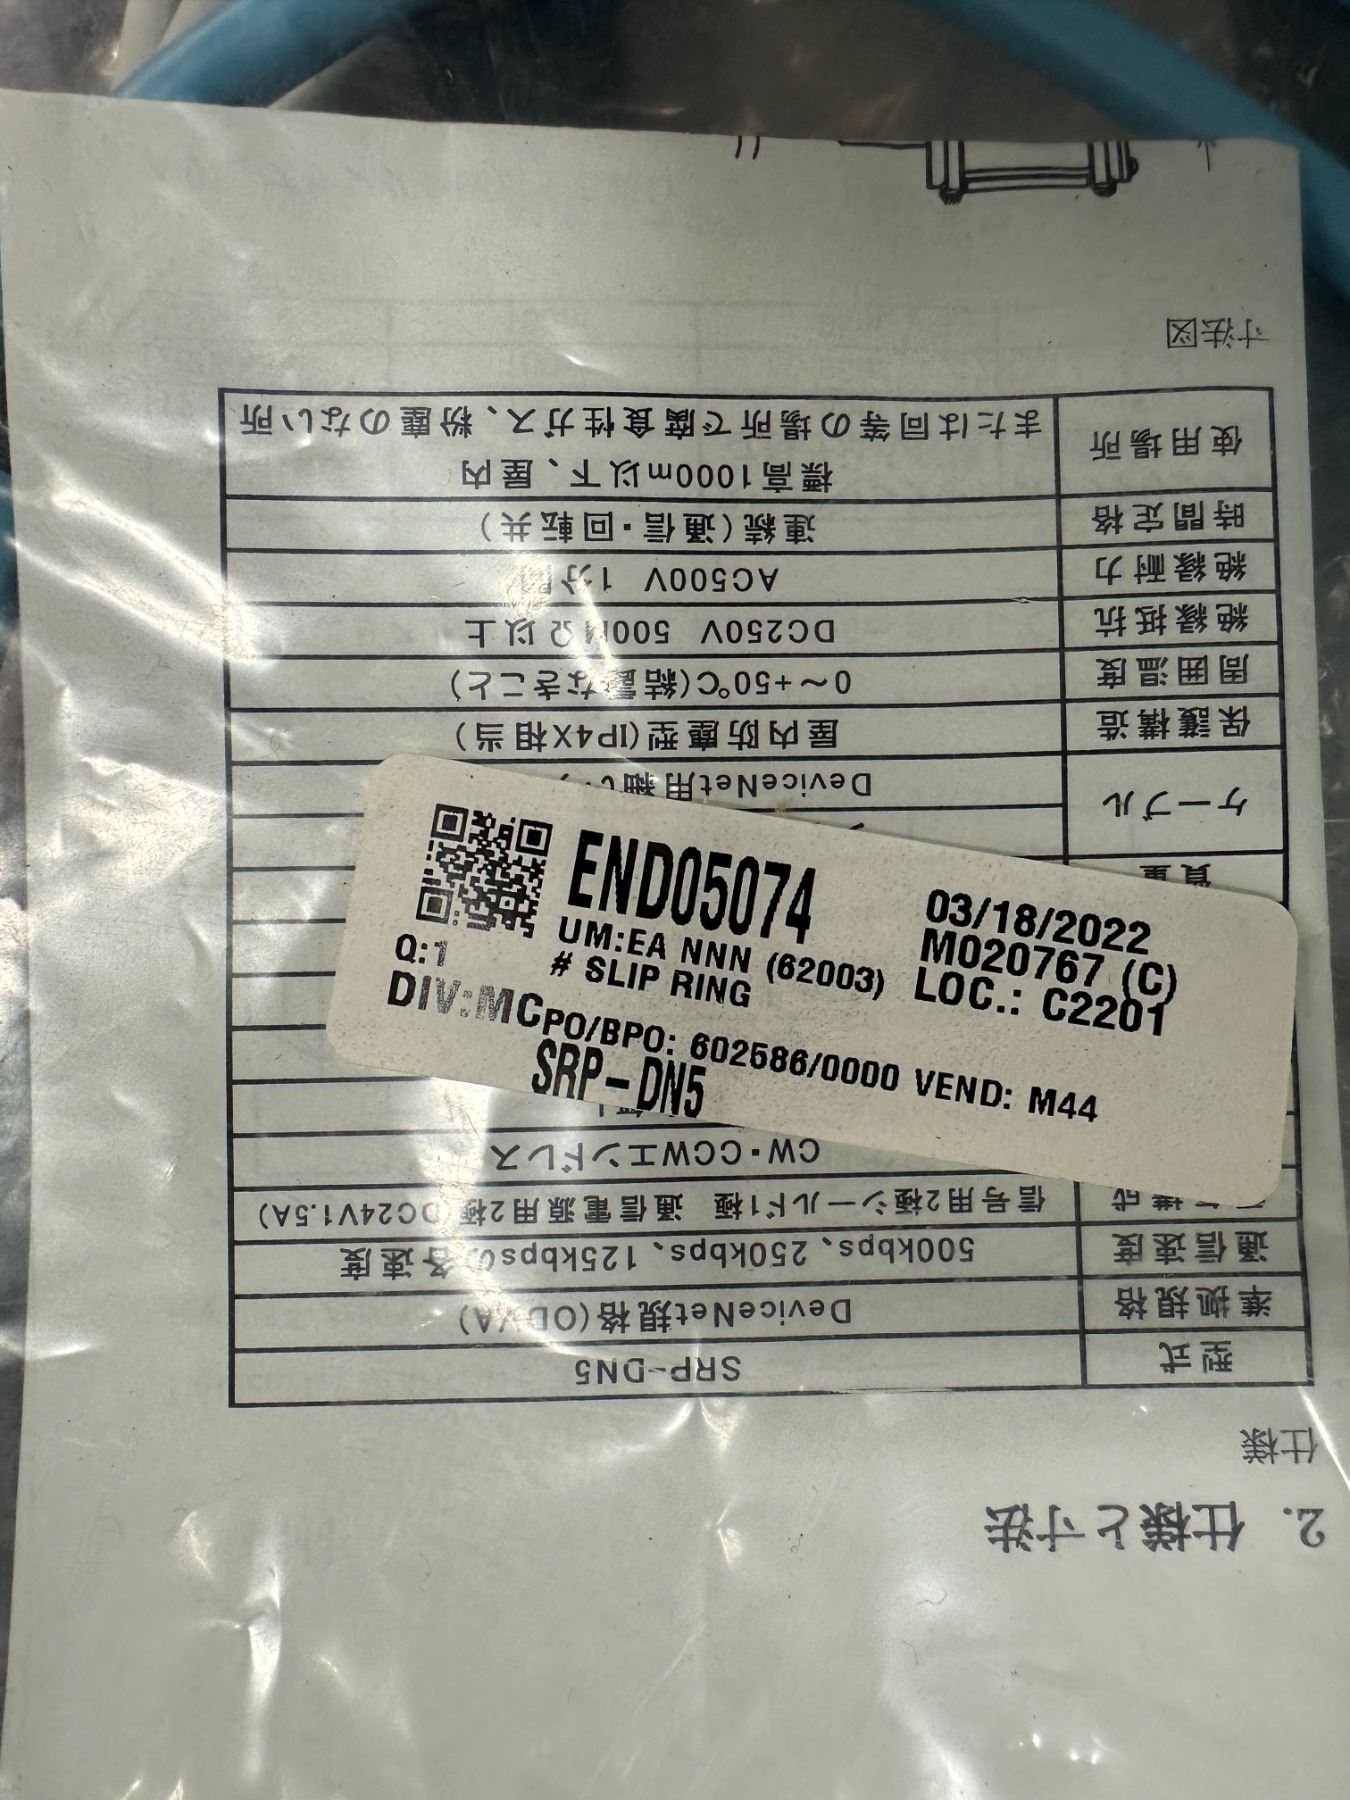 END05074
UM:EA NNN (62003)
# SLIP RING
Q:1
DIV:MC
PO/BPO: 602586/0000 VEND: M44
SRP-DN5
03/18/2022
M020767 (C)
LOC.: C2201
2. 仕様と寸法
仕様
型式 SRP-DN5
準拠規格 DeviceNet規格(ODVA)
通信速度 500kbps、250kbps、125kbpsの各速度
信号用2極シールド1極 通信電源用2極(DC24V1.5A)
CW・CCWエンドレス
質量
ケーブル
DeviceNet用細い
保護構造 屋内防塵型(IP4X相当)
周囲温度 0～+50℃(結露なきこと)
絶縁抵抗 DC250V 500MΩ以上
絶縁耐力 AC500V 1分間
時間定格 連続(通信・回転共)
使用場所 標高1000m以下、屋内
または同等の場所で腐食性ガス、粉塵のない所
寸法図